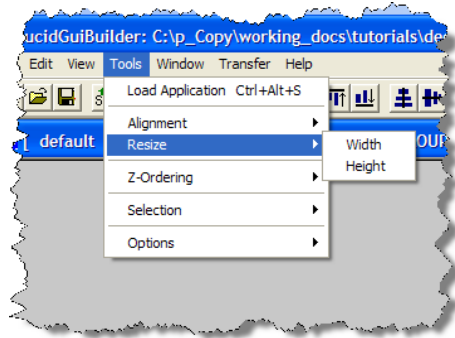 ucidGuiBuilder: C:\p_Copy\working_docs\tutorials\de
Edit View Tools Window Transfer Help
Load Application Ctrl+Alt+S
Alignment
default
Resize
Width
Height
Z-Ordering
Selection
Options